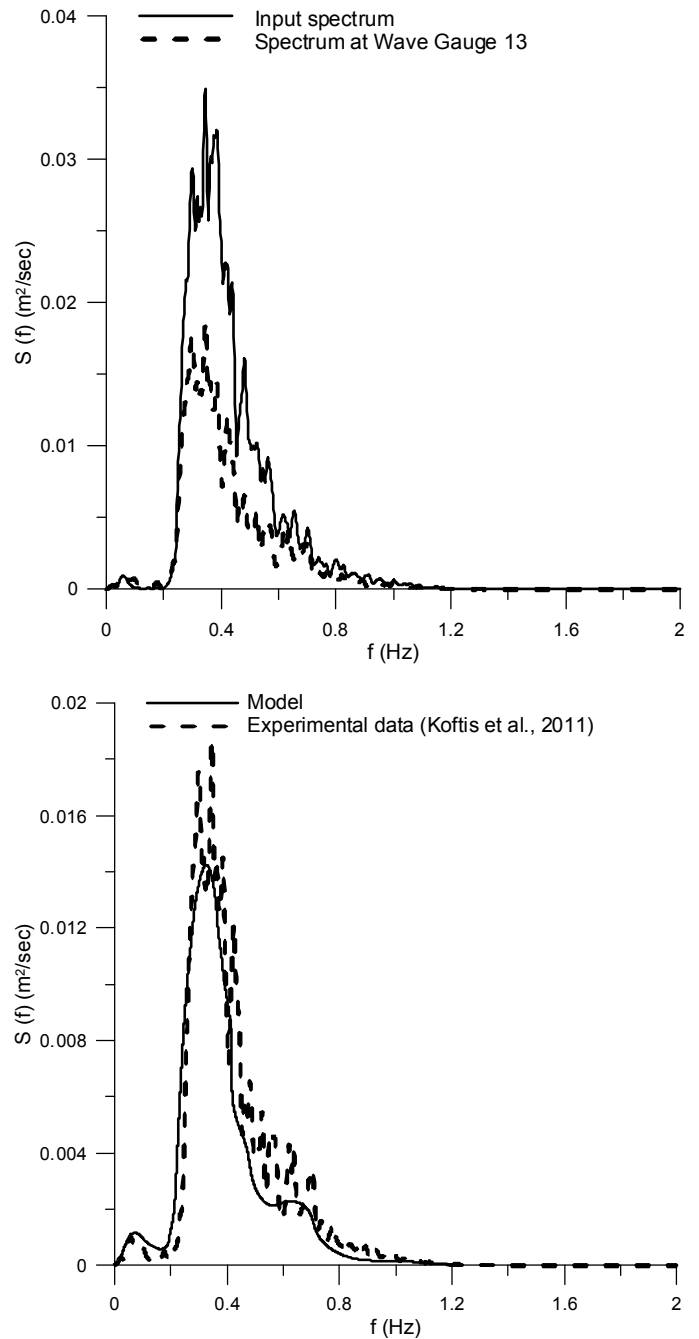 Input spectrum
Spectrum at Wave Gauge 13
0.04
0.03
0.02
0.01
0
S (f) (m²/sec)
0 0.4 0.8 1.2 1.6 2
f (Hz)
Model
Experimental data (Koftis et al., 2011)
0.02
0.016
0.012
0.008
0.004
0
S (f) (m²/sec)
0 0.4 0.8 1.2 1.6 2
f (Hz)